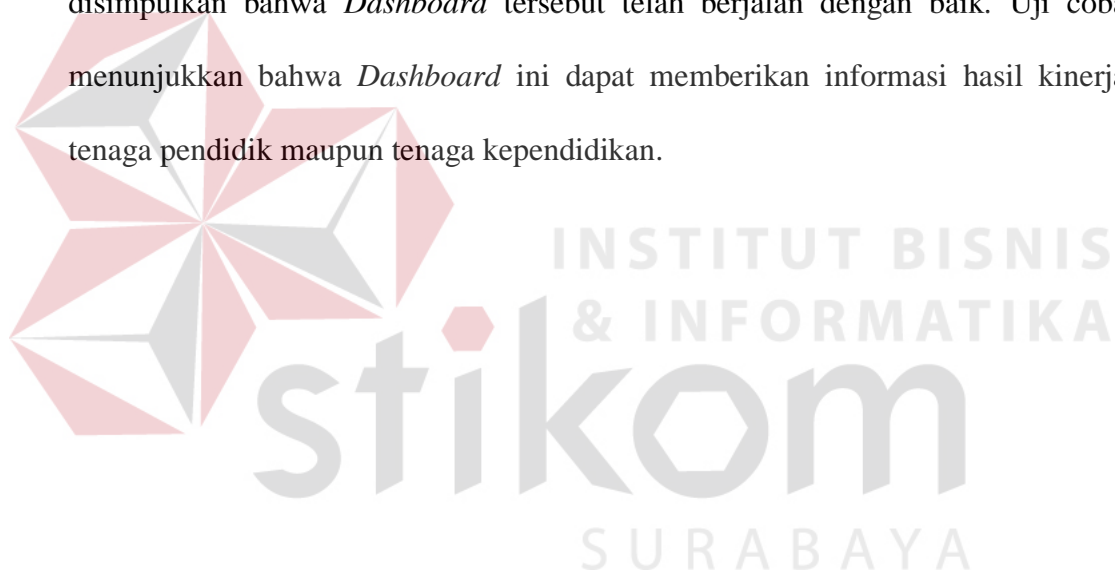 disimpulkan bahwa Dashboard tersebut telah berjalan dengan baik. Uji coba
menunjukkan bahwa Dashboard ini dapat memberikan informasi hasil kinerja
tenaga pendidik maupun tenaga kependidikan.
INSTITUT BISNIS
& INFORMATIKA
stikom
SURABAYA